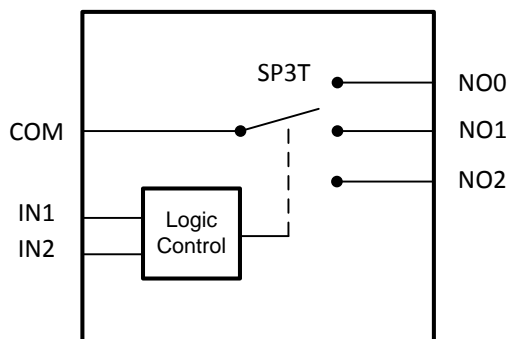 SP3T
NO0
COM
NO1
NO2
IN1
IN2
Logic
Control